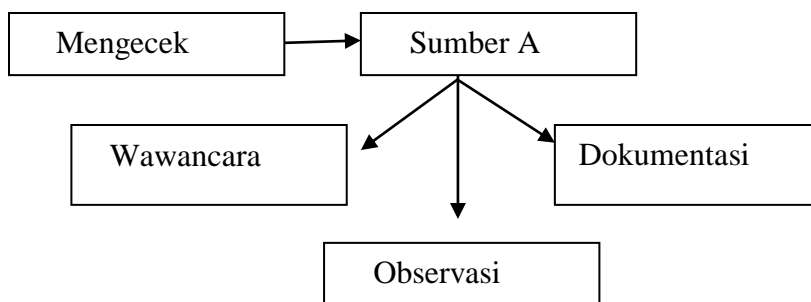 Mengecek
Sumber A
Wawancara
Dokumentasi
Observasi